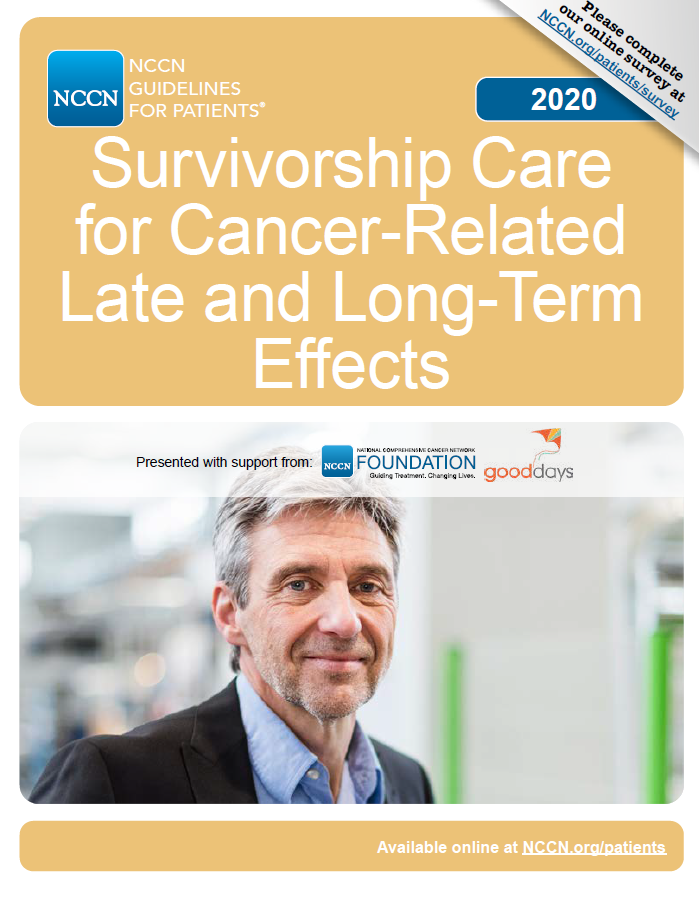 Please complete
our online survey at
NCCN.org/patients/survey
NCCN
NCCN
GUIDELINES
FOR PATIENTS®
2020
Survivorship Care
for Cancer-Related
Late and Long-Term
Effects
Presented with support from:
NCCN
NATIONAL COMPREHENSIVE CANCER NETWORK
FOUNDATION
Guiding Treatment. Changing Lives.
gooddays
Available online at NCCN.org/patients